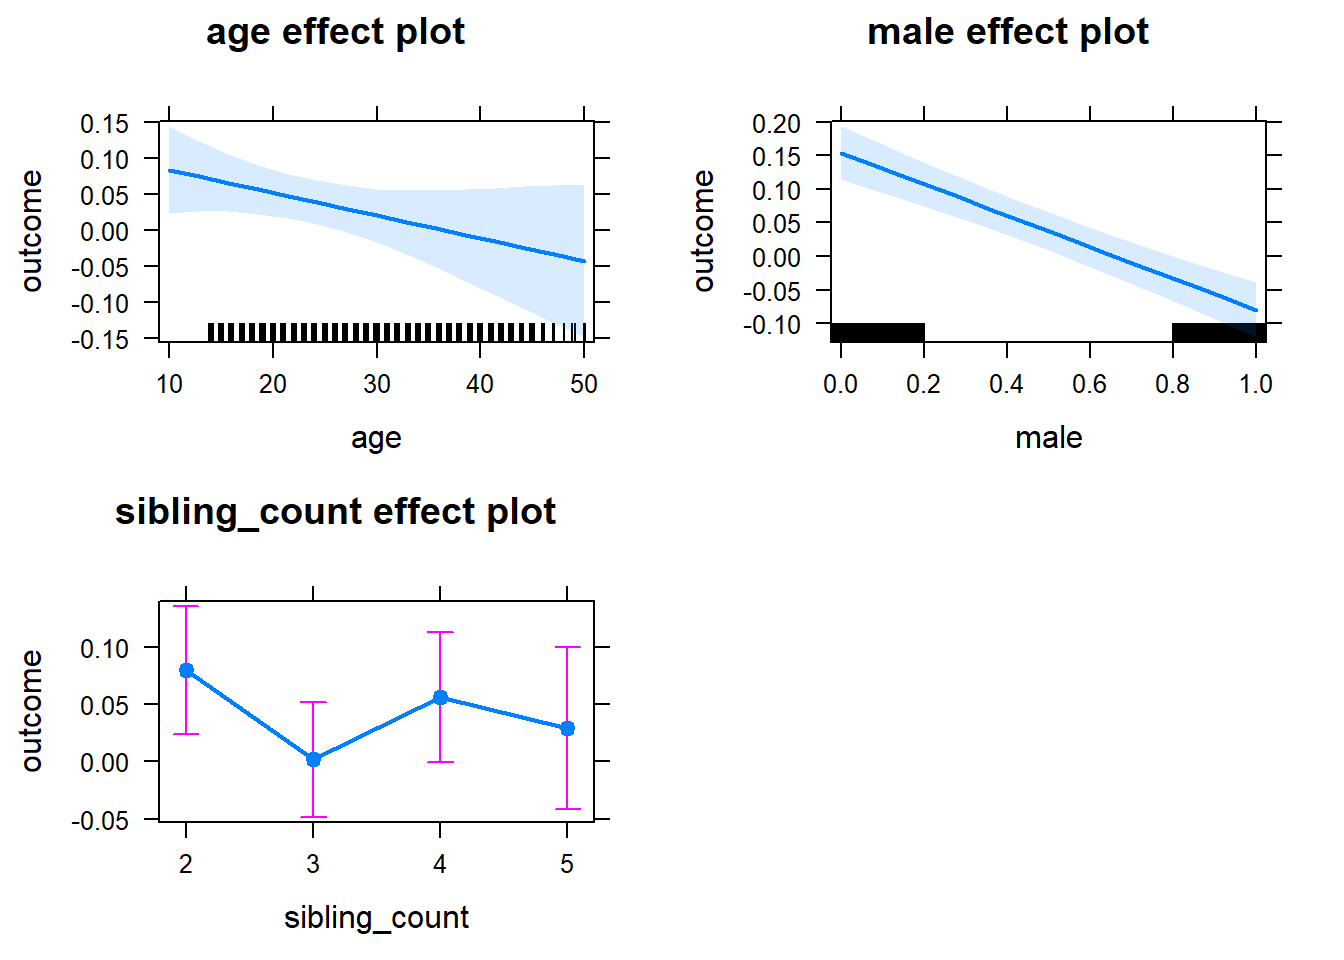 age effect plot
outcome
0.15
0.10
0.05
0.00
-0.05
-0.10
-0.15
10 20 30 40 50
age
male effect plot
outcome
0.20
0.15
0.10
0.05
0.00
-0.05
-0.10
0.0 0.2 0.4 0.6 0.8 1.0
male
sibling_count effect plot
outcome
0.10
0.05
0.00
-0.05
2 3 4 5
sibling_count